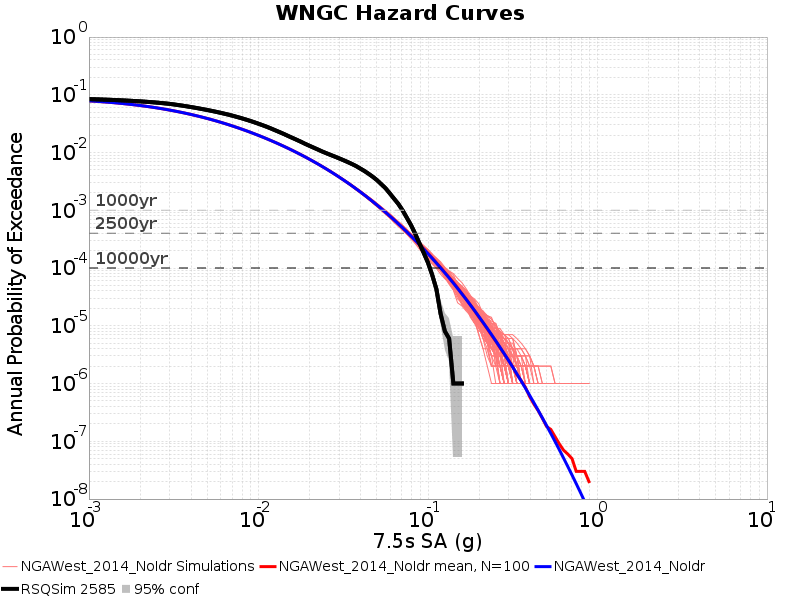 WNGC Hazard Curves
10^0
10^-1
10^-2
10^-3
10^-4
10^-5
10^-6
10^-7
10^-8
Annual Probability of Exceedance
1000yr
2500yr
10000yr
10^-3 10^-2 10^-1 10^0 10^1
7.5s SA (g)
NGAWest_2014_NoIdr Simulations NGAWest_2014_NoIdr mean, N=100 NGAWest_2014_NoIdr
RSQSim 2585 95% conf